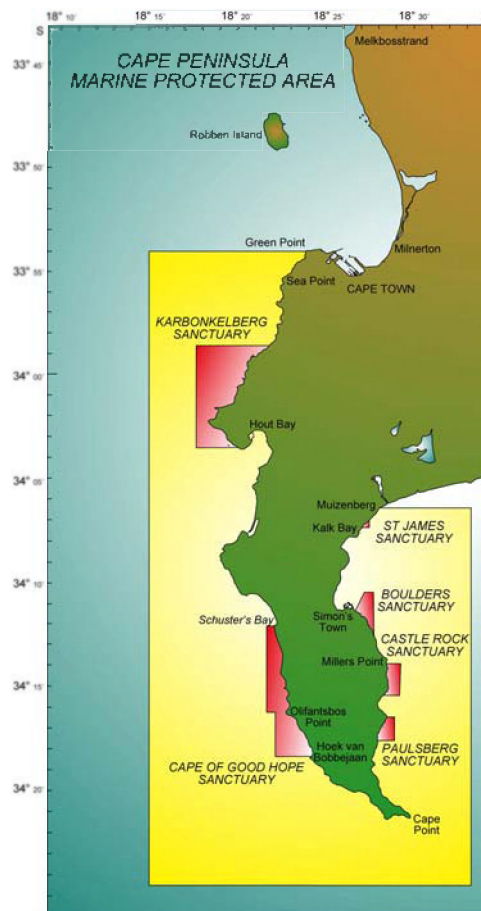 18° 10'
18° 20'
18° 26'
18° 30'
S
33° 45'
33° 50'
33° 55'
34° 00'
34° 05'
34° 10'
34° 15'
34° 20'
CAPE PENINSULA
MARINE PROTECTED AREA
Melkbosstrand
Robben Island
Green Point
Milnerton
Sea Point
CAPE TOWN
KARBONKELBERG
SANCTUARY
Hout Bay
Muizenberg
Kalk Bay
ST JAMES
SANCTUARY
BOULDERS
SANCTUARY
Schuster's Bay
Simon's
Town
CASTLE ROCK
SANCTUARY
Millers Point
Olifantsbos
Point
Hoek van
Bobbejaan
PAULSBERG
SANCTUARY
CAPE OF GOOD HOPE
SANCTUARY
Cape
Point